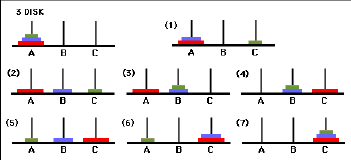 3 DISK
(1)
A B C
A B C
(2)
(3)
(4)
A B C
A B C
A B C
(5)
(6)
(7)
A B C
A B C
A B C